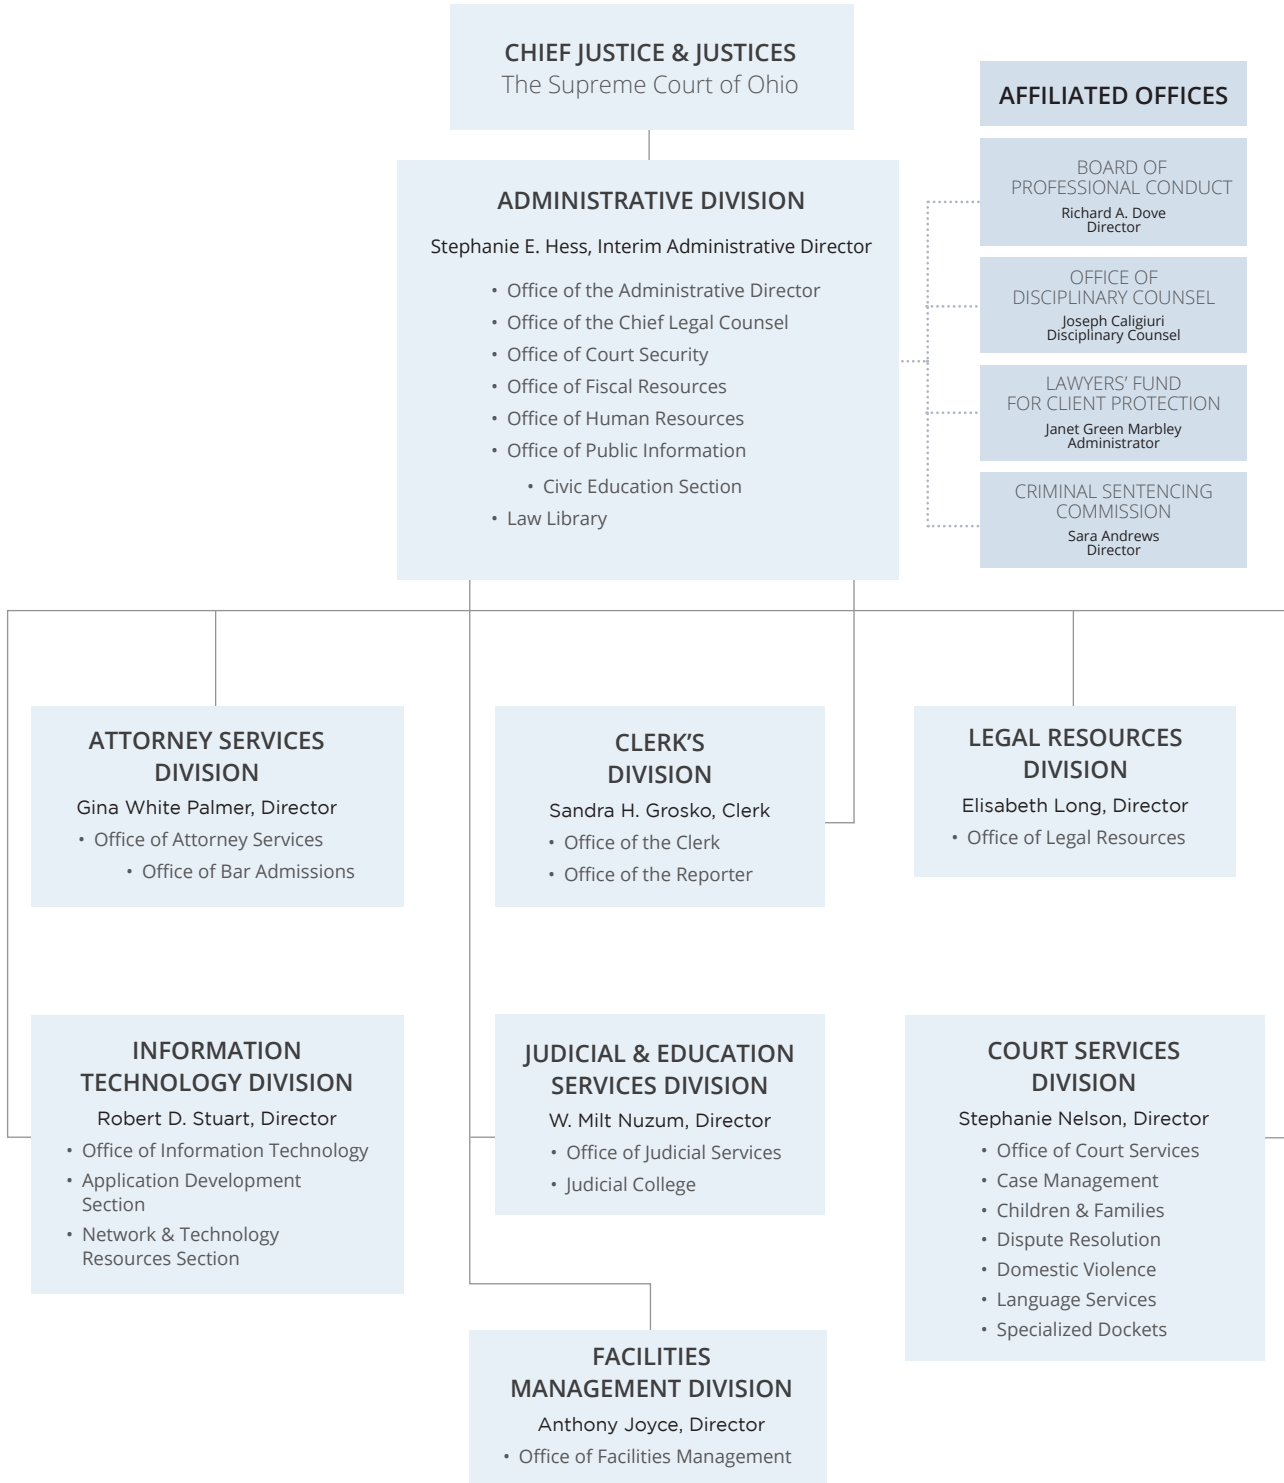 CHIEF JUSTICE & JUSTICES
The Supreme Court of Ohio
AFFILIATED OFFICES
BOARD OF
PROFESSIONAL CONDUCT
Richard A. Dove
Director
OFFICE OF
DISCIPLINARY COUNSEL
Joseph Caligiuri
Disciplinary Counsel
LAWYERS’ FUND
FOR CLIENT PROTECTION
Janet Green Marbley
Administrator
CRIMINAL SENTENCING
COMMISSION
Sara Andrews
Director
ADMINISTRATIVE DIVISION
Stephanie E. Hess, Interim Administrative Director
• Office of the Administrative Director
• Office of the Chief Legal Counsel
• Office of Court Security
• Office of Fiscal Resources
• Office of Human Resources
• Office of Public Information
• Civic Education Section
• Law Library
ATTORNEY SERVICES
DIVISION
Gina White Palmer, Director
• Office of Attorney Services
• Office of Bar Admissions
CLERK’S
DIVISION
Sandra H. Grosko, Clerk
• Office of the Clerk
• Office of the Reporter
LEGAL RESOURCES
DIVISION
Elisabeth Long, Director
• Office of Legal Resources
INFORMATION
TECHNOLOGY DIVISION
Robert D. Stuart, Director
• Office of Information Technology
• Application Development
Section
• Network & Technology
Resources Section
JUDICIAL & EDUCATION
SERVICES DIVISION
W. Milt Nuzum, Director
• Office of Judicial Services
• Judicial College
COURT SERVICES
DIVISION
Stephanie Nelson, Director
• Office of Court Services
• Case Management
• Children & Families
• Dispute Resolution
• Domestic Violence
• Language Services
• Specialized Dockets
FACILITIES
MANAGEMENT DIVISION
Anthony Joyce, Director
• Office of Facilities Management